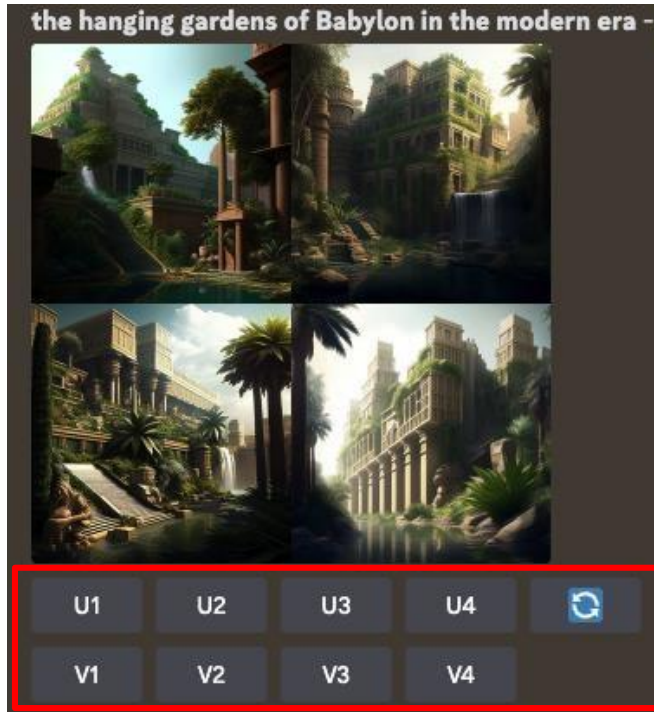 the hanging gardens of Babylon in the modern era -
U1 U2 U3 U4
V1 V2 V3 V4